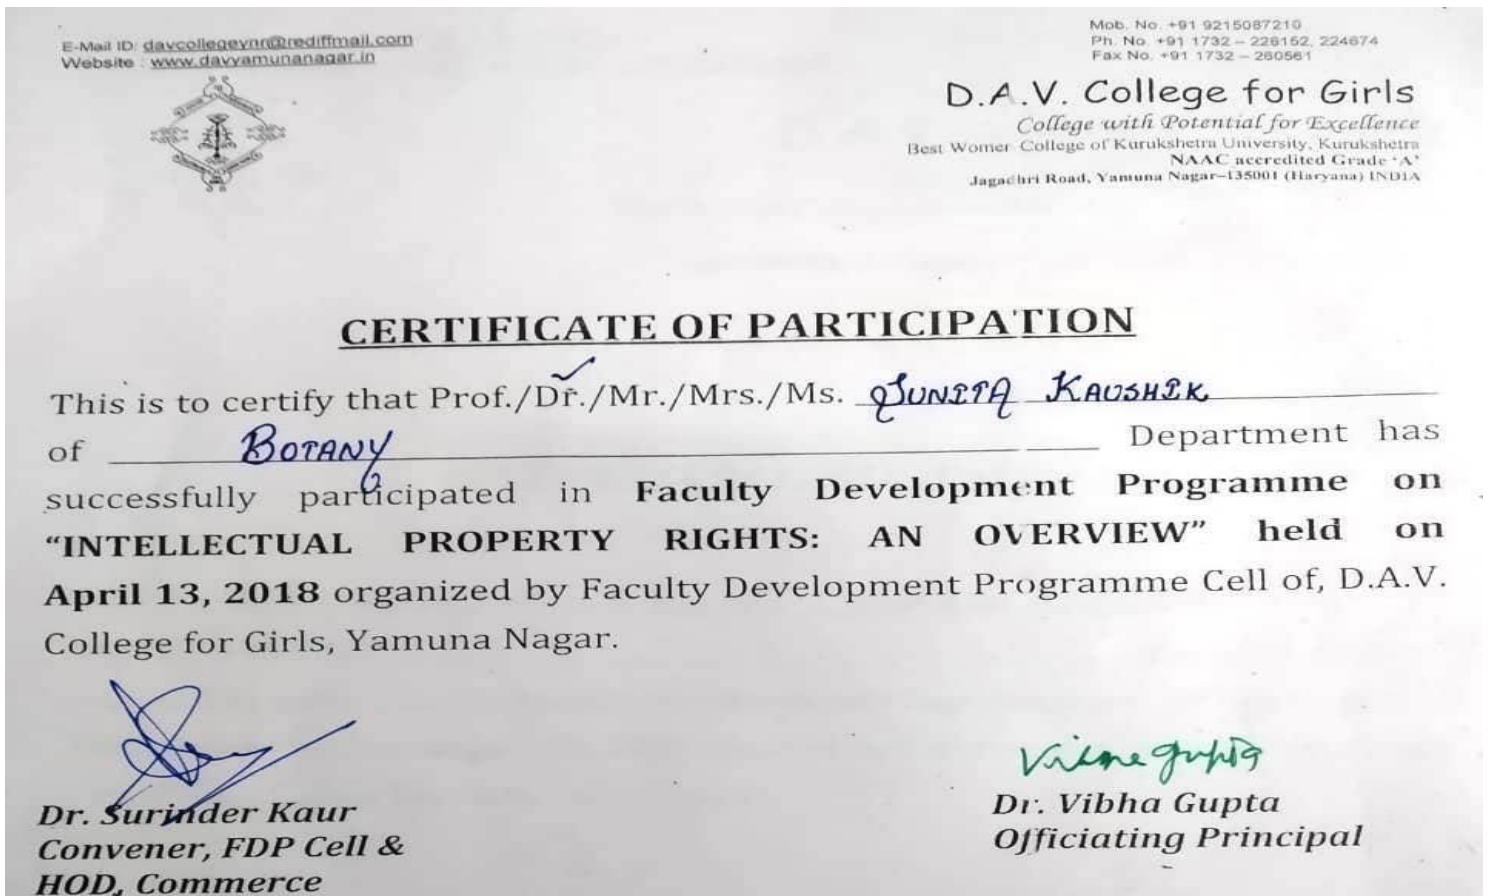 E-Mail ID: davcollegeynr@rediffmail.com
Website : www.davyamunanagar.in
Mob. No. +91 9215087210
Ph. No. +91 1732 – 226152, 224674
Fax No. +91 1732 – 260561
D.A.V. College for Girls
College with Potential for Excellence
Best Women College of Kurukshetra University, Kurukshetra
NAAC accredited Grade 'A'
Jagadhri Road, Yamuna Nagar–135001 (Haryana) INDIA
CERTIFICATE OF PARTICIPATION
This is to certify that Prof./Dr./Mr./Mrs./Ms. SUNITA KAUSHIK
of BOTANY Department has
successfully participated in Faculty Development Programme on
“INTELLECTUAL PROPERTY RIGHTS: AN OVERVIEW” held on
April 13, 2018 organized by Faculty Development Programme Cell of, D.A.V.
College for Girls, Yamuna Nagar.
Vibha Gupta
Dr. Surinder Kaur
Convener, FDP Cell &
HOD, Commerce
Dr. Vibha Gupta
Officiating Principal